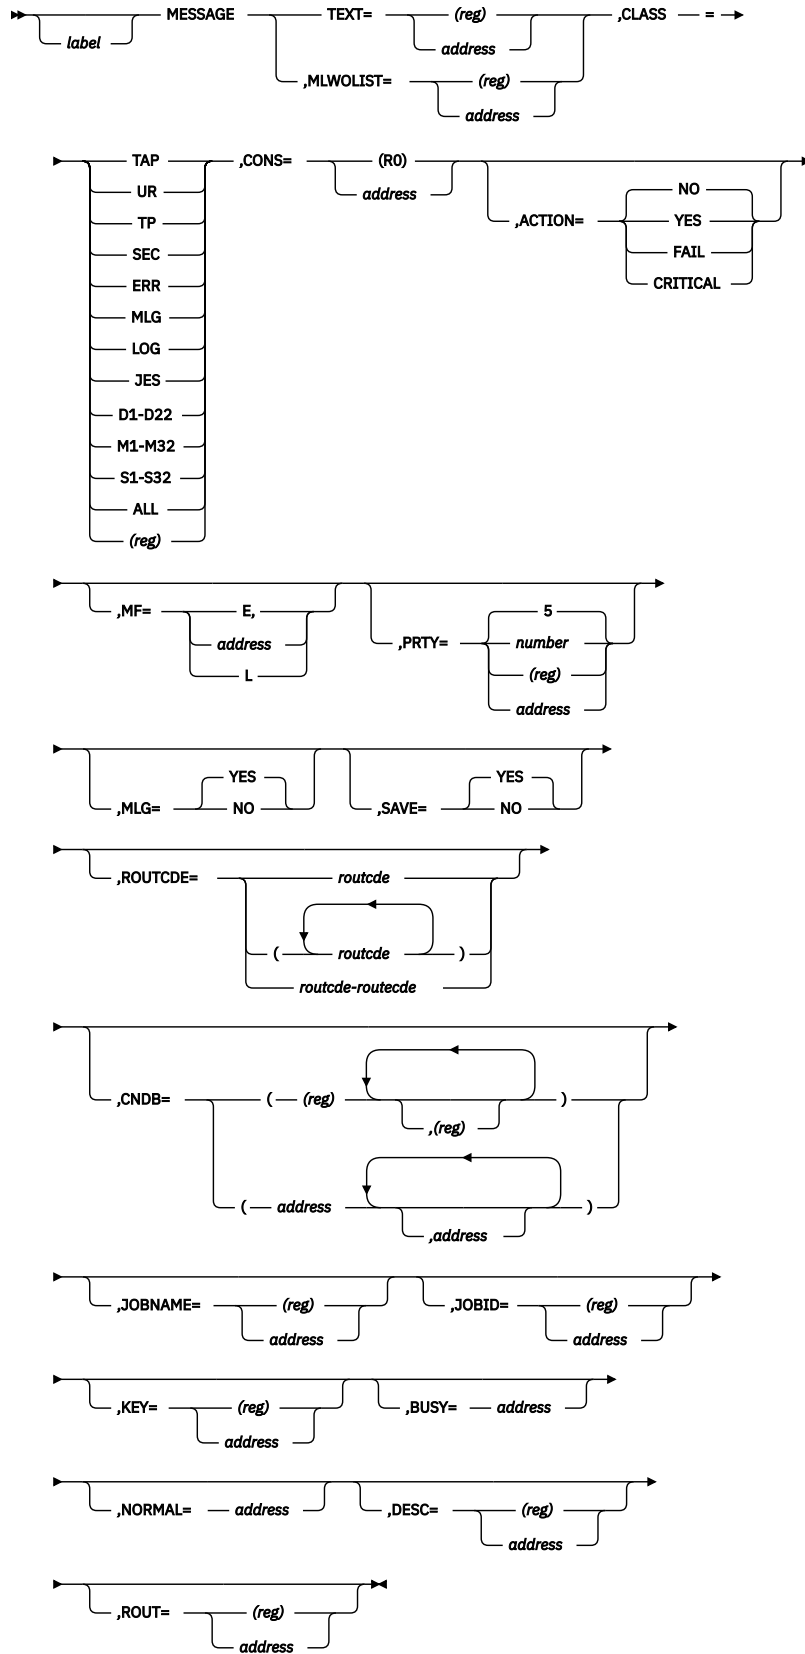 label MESSAGE TEXT= (reg) ,CLASS =
address
,MLWOLIST= (reg)
address
TAP ,CONS= (R0)
UR address NO
TP ,ACTION= YES
SEC FAIL
ERR CRITICAL
MLG
LOG
JES
D1-D22
M1-M32
S1-S32
ALL
(reg)
,MF= E, 5
address ,PRTY= number
L (reg)
address
YES YES
,MLG= NO ,SAVE= NO
,ROUTCDE= routcde
( routcde )
routcde-routecde
,CNDB= ( (reg) )
,(reg)
( address )
,address
,JOBNAME= (reg) ,JOBID= (reg)
address address
,KEY= (reg) ,BUSY= address
address
,NORMAL= address ,DESC= (reg)
address
,ROUT= (reg)
address